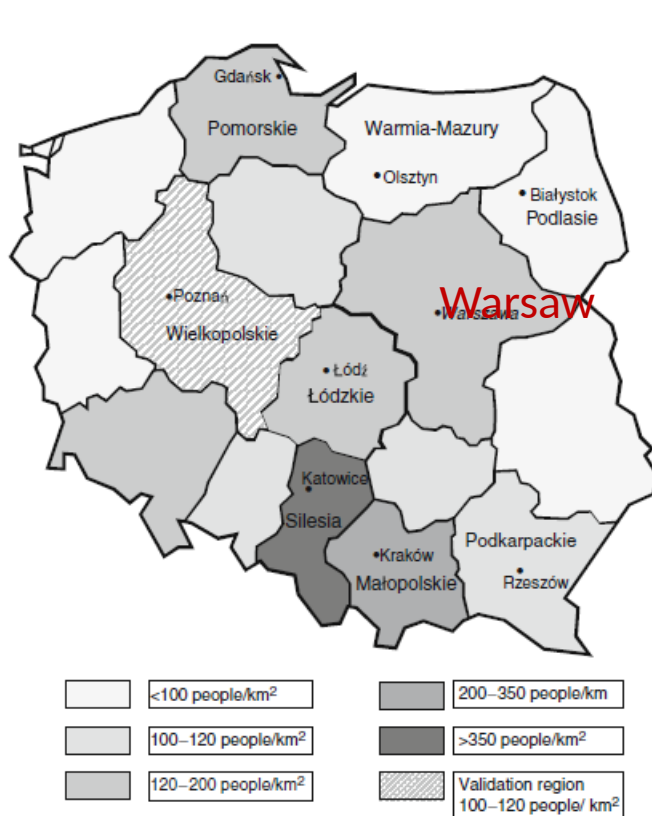 Gdańsk
Pomorskie
Warmia-Mazury
Olsztyn
Białystok
Podlasie
Poznań
Wielkopolskie
Warsaw
Warszawa
Łódź
Łódzkie
Katowice
Silesia
Kraków
Małopolskie
Podkarpackie
Rzeszów
<100 people/km²
100–120 people/km²
120–200 people/km²
200–350 people/km
>350 people/km²
Validation region
100–120 people/ km²